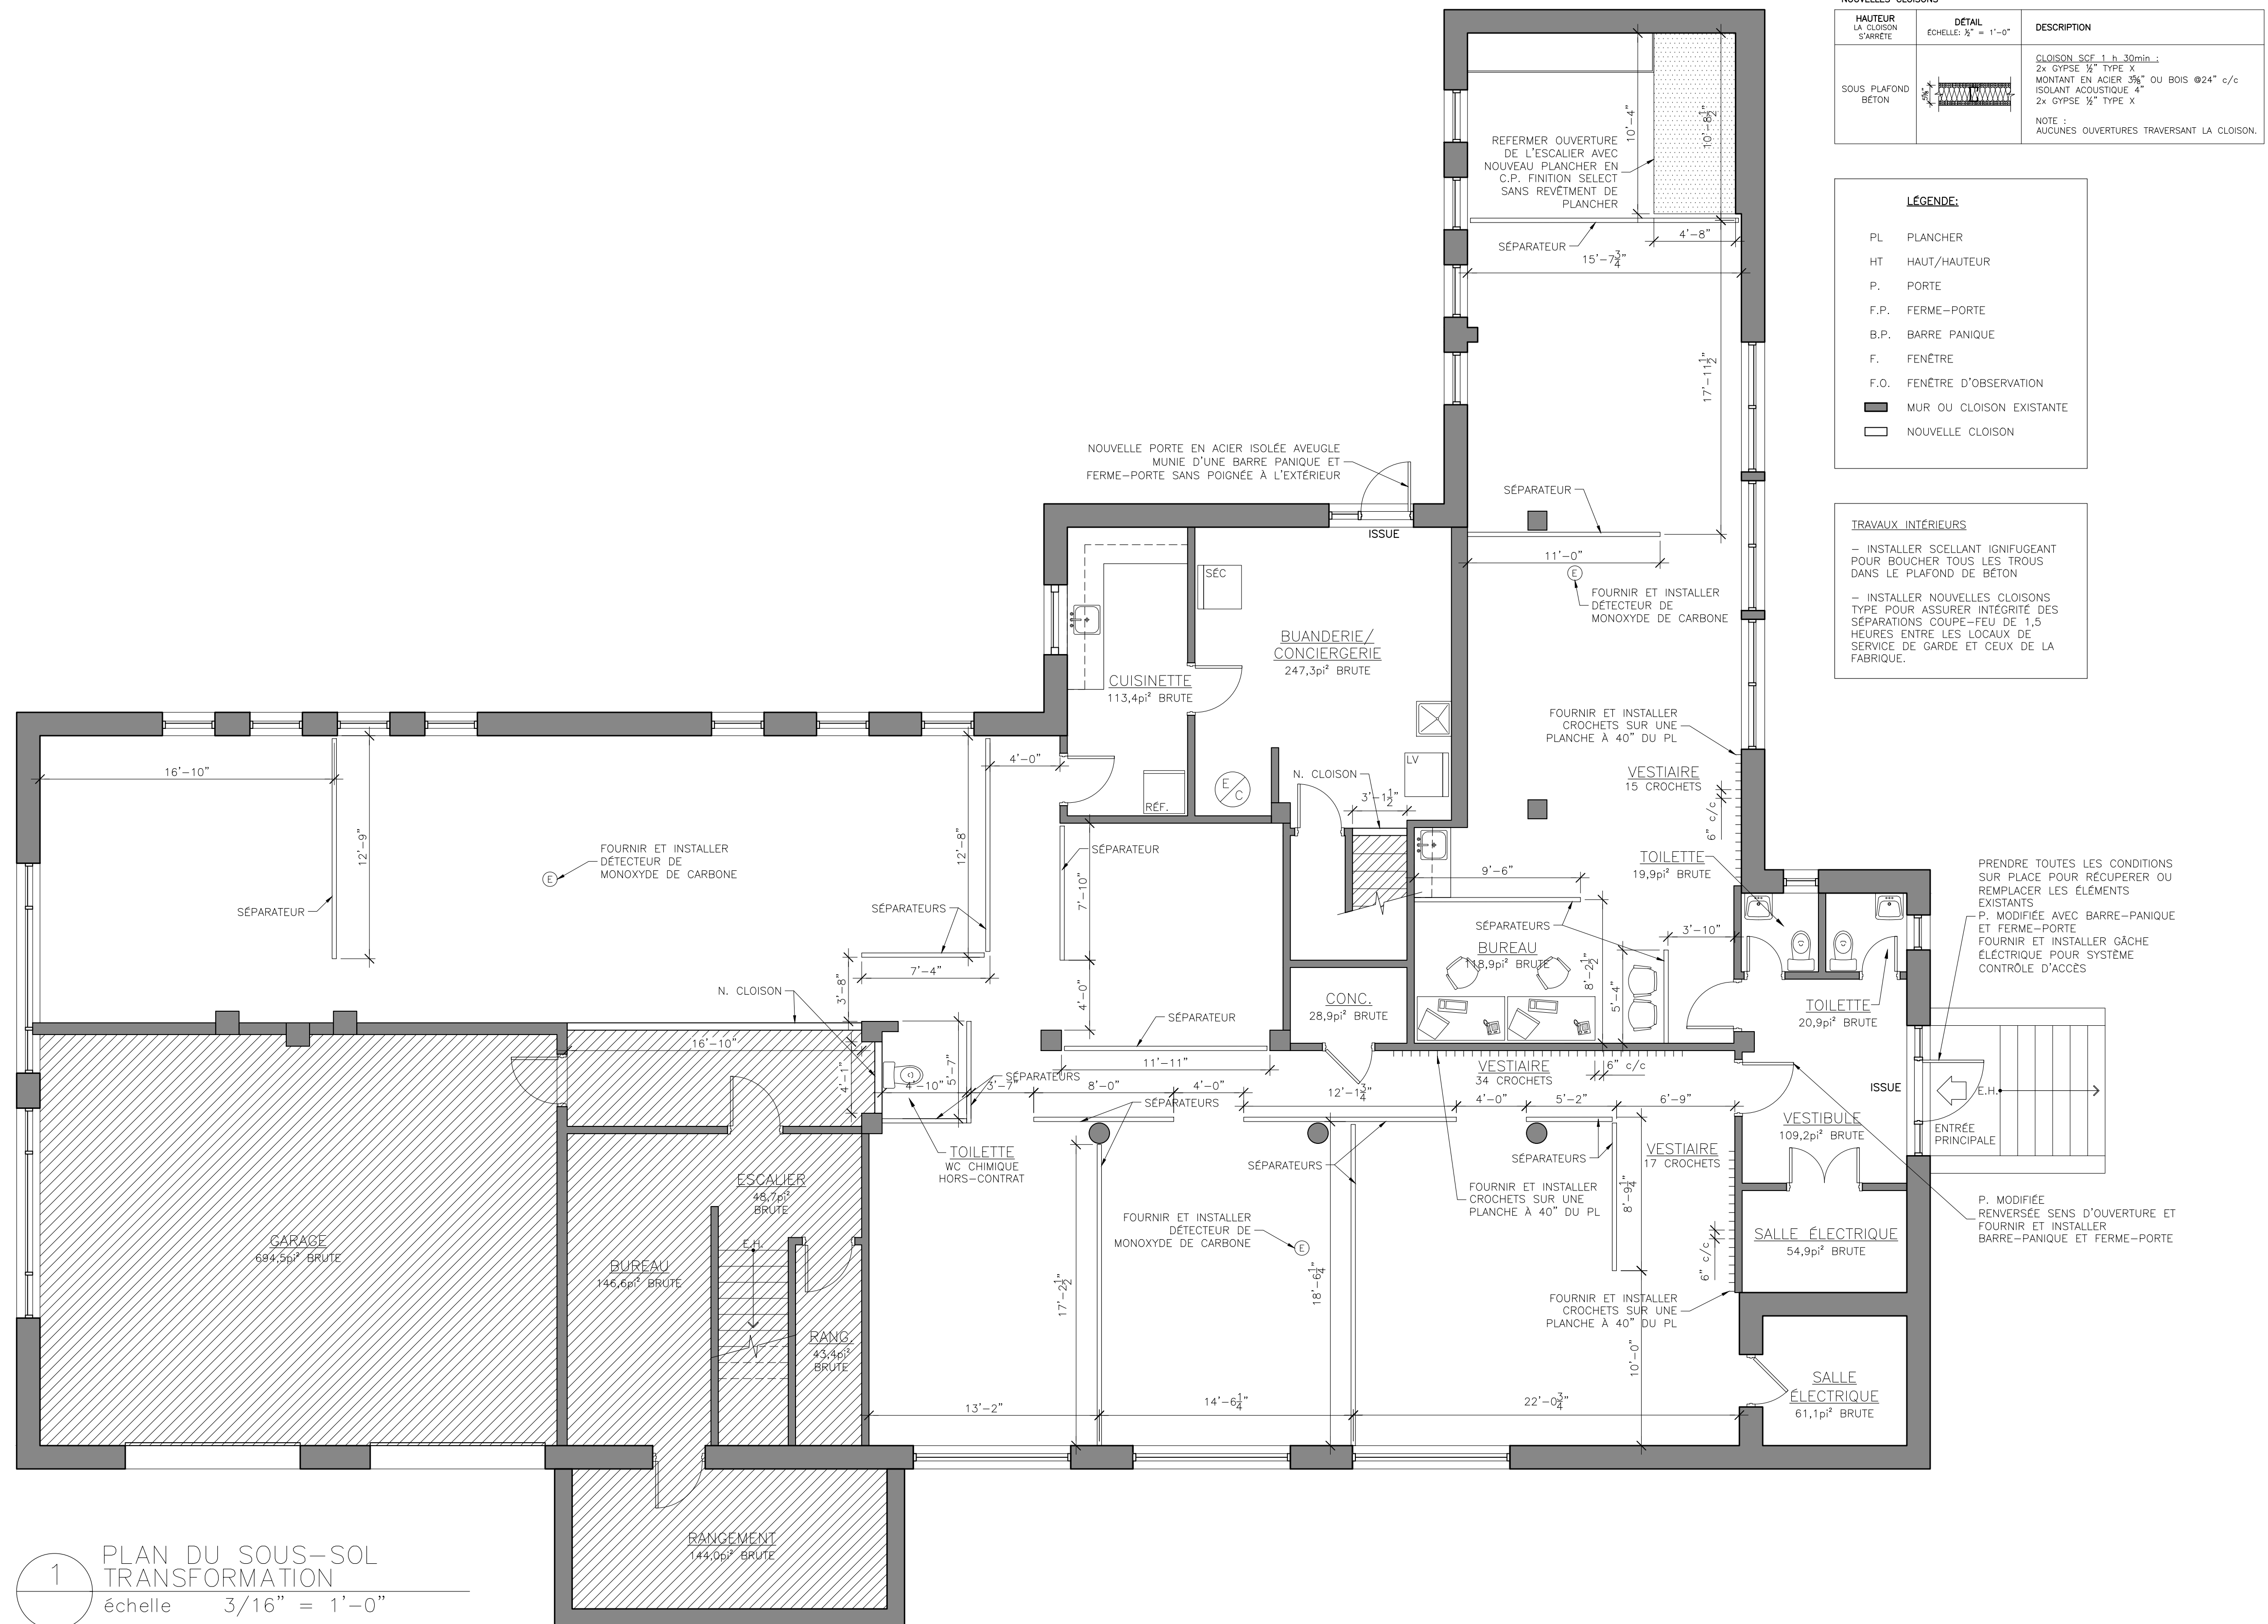 NOUVELLES CLOISONS
HAUTEUR
LA CLOISON
S'ARRÊTE
DÉTAIL
ÉCHELLE: ½" = 1'-0"
DESCRIPTION
SOUS PLAFOND
BÉTON
5⅝"
CLOISON SCF 1 h 30min :
2x GYPSE ½" TYPE X
MONTANT EN ACIER 3⅝" OU BOIS @24" c/c
ISOLANT ACOUSTIQUE 4"
2x GYPSE ½" TYPE X
NOTE :
AUCUNES OUVERTURES TRAVERSANT LA CLOISON.
LÉGENDE:
PL PLANCHER
HT HAUT/HAUTEUR
P. PORTE
F.P. FERME-PORTE
B.P. BARRE PANIQUE
F. FENÊTRE
F.O. FENÊTRE D'OBSERVATION
MUR OU CLOISON EXISTANTE
NOUVELLE CLOISON
TRAVAUX INTÉRIEURS
- INSTALLER SCELLANT IGNIFUGEANT
POUR BOUCHER TOUS LES TROUS
DANS LE PLAFOND DE BÉTON
- INSTALLER NOUVELLES CLOISONS
TYPE POUR ASSURER INTÉGRITÉ DES
SÉPARATIONS COUPE-FEU DE 1,5
HEURES ENTRE LES LOCAUX DE
SERVICE DE GARDE ET CEUX DE LA
FABRIQUE.
10'-4"
10'-8½"
REFERMER OUVERTURE
DE L'ESCALIER AVEC
NOUVEAU PLANCHER EN
C.P. FINITION SELECT
SANS REVÊTMENT DE
PLANCHER
SÉPARATEUR
4'-8"
15'-7¾"
17'-11½"
NOUVELLE PORTE EN ACIER ISOLÉE AVEUGLE
MUNIE D'UNE BARRE PANIQUE ET
FERME-PORTE SANS POIGNÉE À L'EXTÉRIEUR
ISSUE
SÉPARATEUR
11'-0"
E
FOURNIR ET INSTALLER
DÉTECTEUR DE
MONOXYDE DE CARBONE
SÉC
BUANDERIE/
CONCIERGERIE
247,3pi² BRUTE
CUISINETTE
113,4pi² BRUTE
RÉF.
E/C
N. CLOISON
3'-1½"
LV
FOURNIR ET INSTALLER
CROCHETS SUR UNE
PLANCHE À 40" DU PL
VESTIAIRE
15 CROCHETS
6" c/c
TOILETTE
19,9pi² BRUTE
16'-10"
12'-9"
FOURNIR ET INSTALLER
DÉTECTEUR DE
MONOXYDE DE CARBONE
E
SÉPARATEUR
12'-8"
4'-0"
SÉPARATEURS
7'-4"
3'-8"
N. CLOISON
SÉPARATEUR
7'-10"
4'-0"
SÉPARATEUR
11'-11"
9'-6"
SÉPARATEURS
3'-10"
BUREAU
118,9pi² BRUTE
8'-2½"
5'-4"
CONC.
28,9pi² BRUTE
TOILETTE
20,9pi² BRUTE
PRENDRE TOUTES LES CONDITIONS
SUR PLACE POUR RÉCUPERER OU
REMPLACER LES ÉLÉMENTS
EXISTANTS
P. MODIFIÉE AVEC BARRE-PANIQUE
ET FERME-PORTE
FOURNIR ET INSTALLER GÂCHE
ÉLECTRIQUE POUR SYSTÈME
CONTRÔLE D'ACCÈS
16'-10"
4'-1"
4'-10"
5'-7"
3'-7"
SÉPARATEURS
8'-0"
4'-0"
SÉPARATEURS
12'-1¾"
VESTIAIRE
34 CROCHETS
6" c/c
4'-0"
5'-2"
6'-9"
ISSUE
E.H.
ENTRÉE
PRINCIPALE
VESTIBULE
109,2pi² BRUTE
TOILETTE
WC CHIMIQUE
HORS-CONTRAT
SÉPARATEURS
SÉPARATEURS
VESTIAIRE
17 CROCHETS
FOURNIR ET INSTALLER
CROCHETS SUR UNE
PLANCHE À 40" DU PL
8'-9¼"
FOURNIR ET INSTALLER
DÉTECTEUR DE
MONOXYDE DE CARBONE
E
17'-2½"
18'-6¼"
6" c/c
FOURNIR ET INSTALLER
CROCHETS SUR UNE
PLANCHE À 40" DU PL
10'-0"
P. MODIFIÉE
RENVERSÉE SENS D'OUVERTURE ET
FOURNIR ET INSTALLER
BARRE-PANIQUE ET FERME-PORTE
SALLE ÉLECTRIQUE
54,9pi² BRUTE
SALLE
ÉLECTRIQUE
61,1pi² BRUTE
GARAGE
694,5pi² BRUTE
ESCALIER
48,7pi²
BRUTE
E.H.
BUREAU
146,6pi² BRUTE
RANG.
43,4pi²
BRUTE
13'-2"
14'-6¼"
22'-0¾"
RANGEMENT
144,0pi² BRUTE
1
PLAN DU SOUS-SOL
TRANSFORMATION
échelle 3/16" = 1'-0"